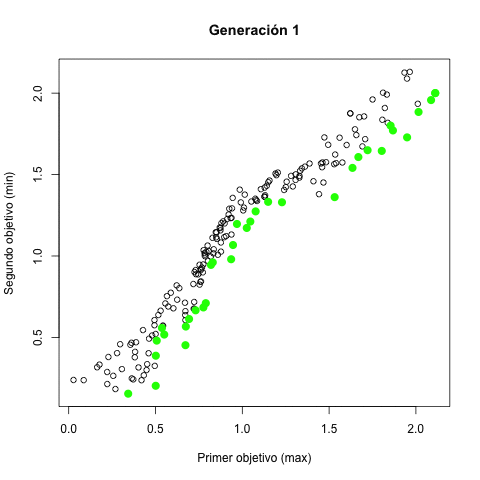 Generación 1
Segundo objetivo (min)
2.0
1.5
1.0
0.5
0.0 0.5 1.0 1.5 2.0
Primer objetivo (max)